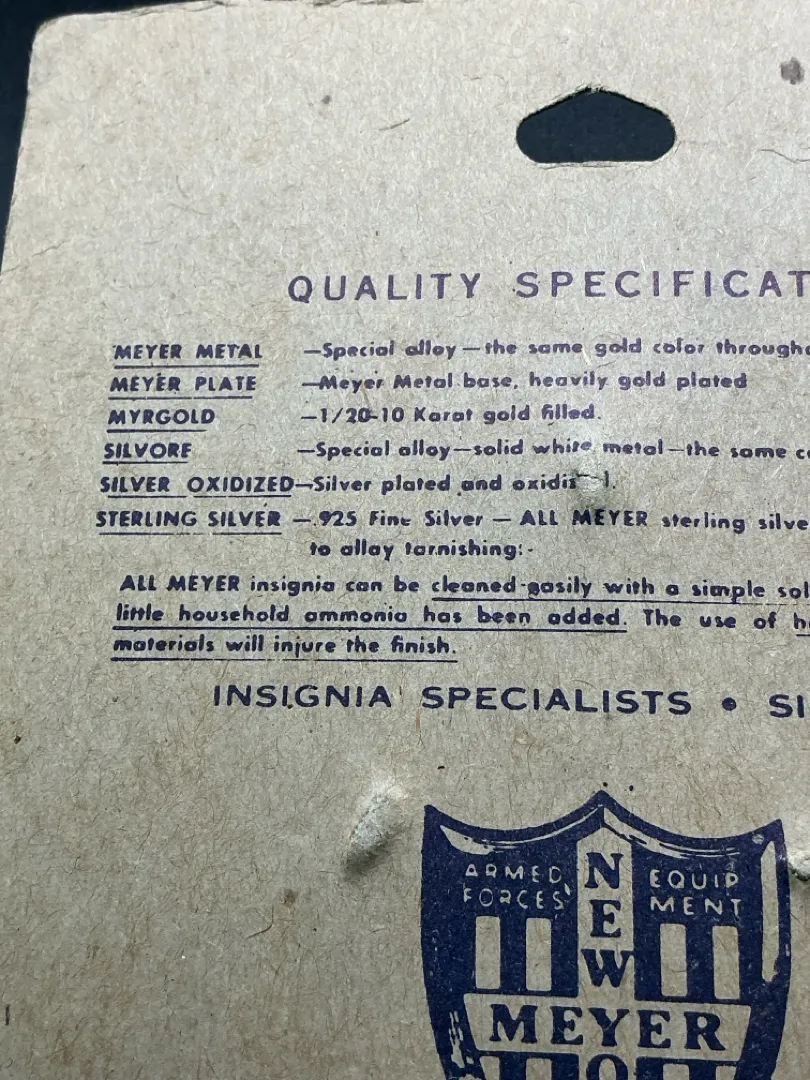 QUALITY SPECIFICAT
MEYER METAL —Special alloy—the same gold color through
MEYER PLATE —Meyer Metal base, heavily gold plated
MYRGOLD —1/20-10 Karat gold filled.
SILVORE —Special alloy—solid white metal—the same co
SILVER OXIDIZED—Silver plated and
STERLING SILVER —.925 Fine Silver — ALL MEYER sterling silve
to allay tarnishing.
ALL MEYER insignia can be cleaned easily with a simple sol
little household ammonia has been added. The use of h
materials will injure the finish.
INSIGNIA SPECIALISTS • SI
ARMED FORCES
EQUIP MENT
NEW
MEYER